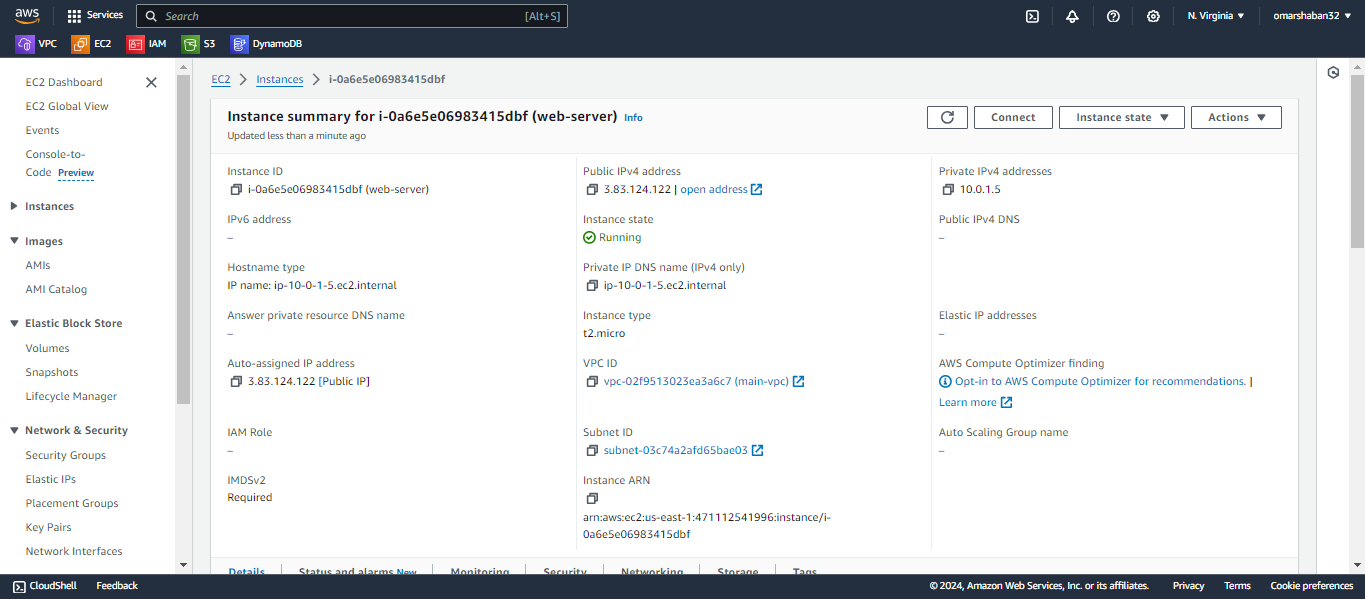 aws
Services
Search
[Alt+S]
N. Virginia
omarshaban32
VPC
EC2
IAM
S3
DynamoDB
EC2 Dashboard
EC2 Global View
Events
Console-to-
Code Preview
Instances
Images
AMIs
AMI Catalog
Elastic Block Store
Volumes
Snapshots
Lifecycle Manager
Network & Security
Security Groups
Elastic IPs
Placement Groups
Key Pairs
Network Interfaces
EC2
Instances
i-0a6e5e06983415dbf
Instance summary for i-0a6e5e06983415dbf (web-server) Info
Updated less than a minute ago
Connect
Instance state
Actions
Instance ID
i-0a6e5e06983415dbf (web-server)
Public IPv4 address
3.83.124.122 | open address
Private IPv4 addresses
10.0.1.5
IPv6 address
–
Instance state
Running
Public IPv4 DNS
–
Hostname type
IP name: ip-10-0-1-5.ec2.internal
Private IP DNS name (IPv4 only)
ip-10-0-1-5.ec2.internal
Answer private resource DNS name
–
Instance type
t2.micro
Elastic IP addresses
–
Auto-assigned IP address
3.83.124.122 [Public IP]
VPC ID
vpc-02f9513023ea3a6c7 (main-vpc)
AWS Compute Optimizer finding
Opt-in to AWS Compute Optimizer for recommendations. |
Learn more
IAM Role
–
Subnet ID
subnet-03c74a2afd65bae03
Auto Scaling Group name
–
IMDSv2
Required
Instance ARN
arn:aws:ec2:us-east-1:471112541996:instance/i-
0a6e5e06983415dbf
Details
Status and alarms New
Monitoring
Security
Networking
Storage
Tags
CloudShell
Feedback
© 2024, Amazon Web Services, Inc. or its affiliates.
Privacy
Terms
Cookie preferences